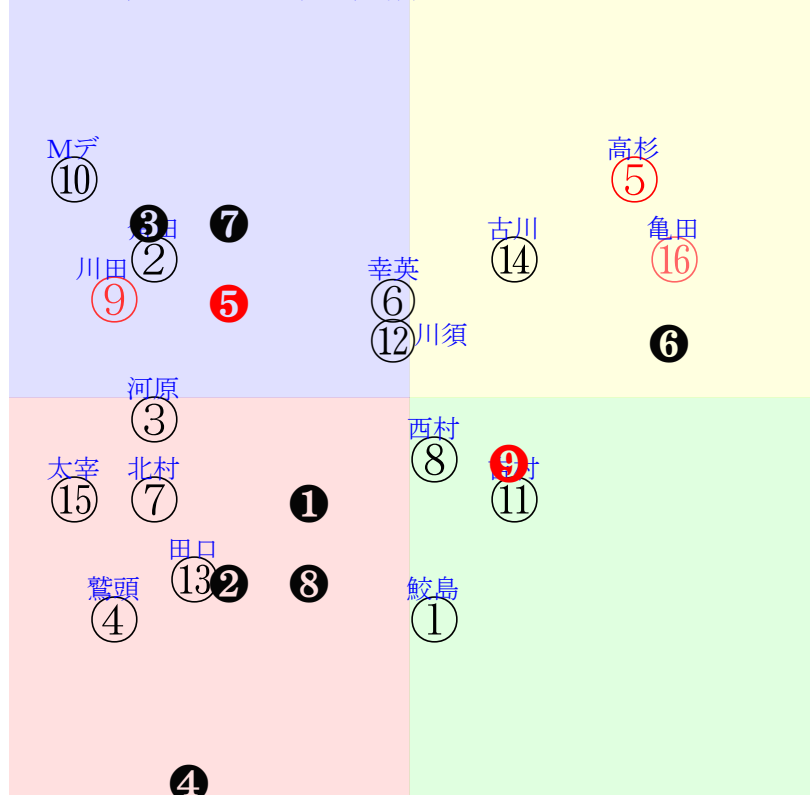 Mデ
高杉
⑩
⑤
❸ ❼
田
古川
亀田
②
⑭
⑯
川田
幸英
⑨
❺
⑥
⑫ 川須
❻
河原
③
西村
⑧
❾
村
太宰
北村
⑮
⑦
❶
⑪
田口
⑬ ❷ ❽
鷲頭
鮫島
④
①
❹